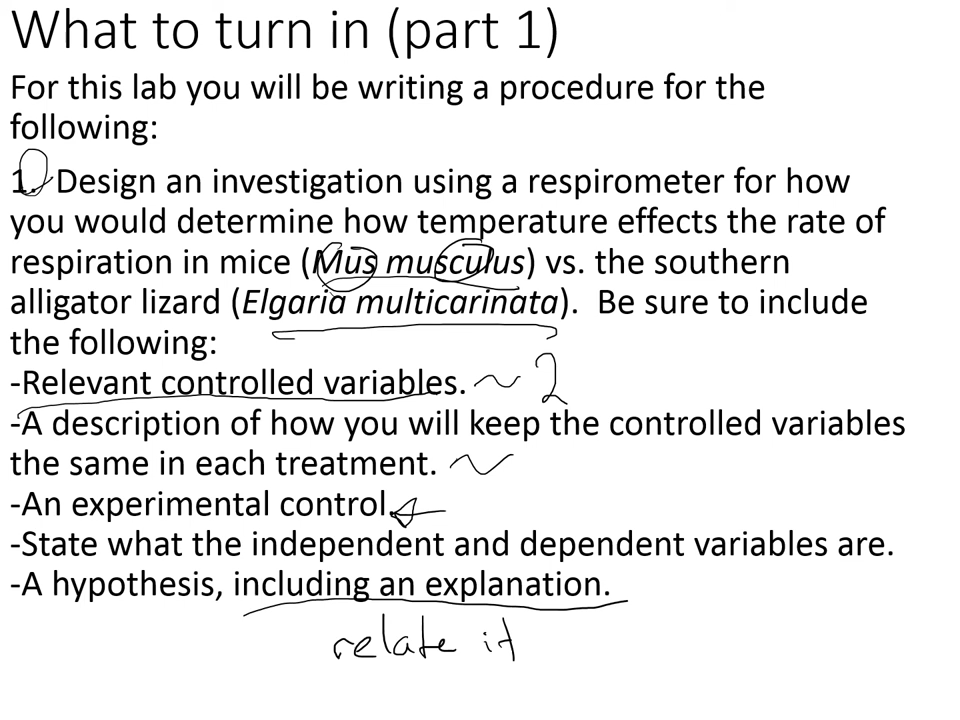 What to turn in (part 1)
For this lab you will be writing a procedure for the
following:
1. Design an investigation using a respirometer for how
you would determine how temperature effects the rate of
respiration in mice (Mus musculus) vs. the southern
alligator lizard (Elgaria multicarinata). Be sure to include
the following:
-Relevant controlled variables. ~ 2
-A description of how you will keep the controlled variables
the same in each treatment.
-An experimental control.
-State what the independent and dependent variables are.
-A hypothesis, including an explanation.
relate it